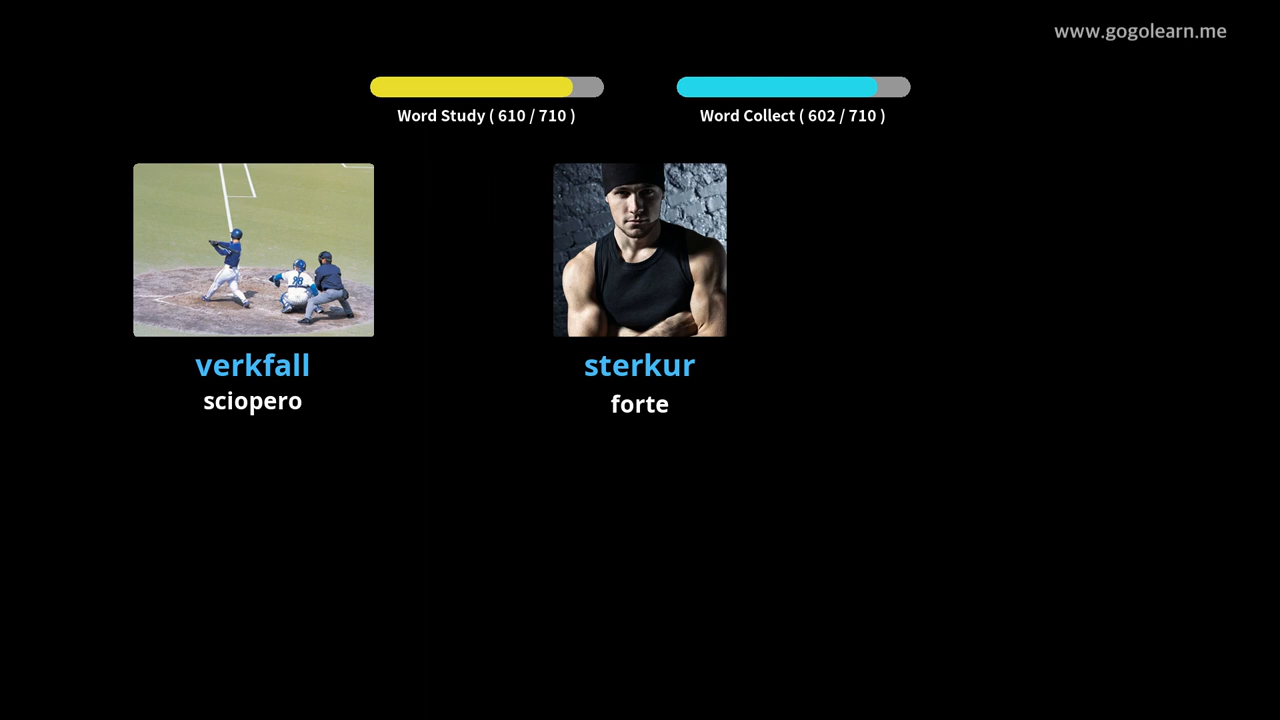 www.gogolearn.me
Word Study ( 610 / 710 )
Word Collect ( 602 / 710 )
verkfall
sciopero
sterkur
forte